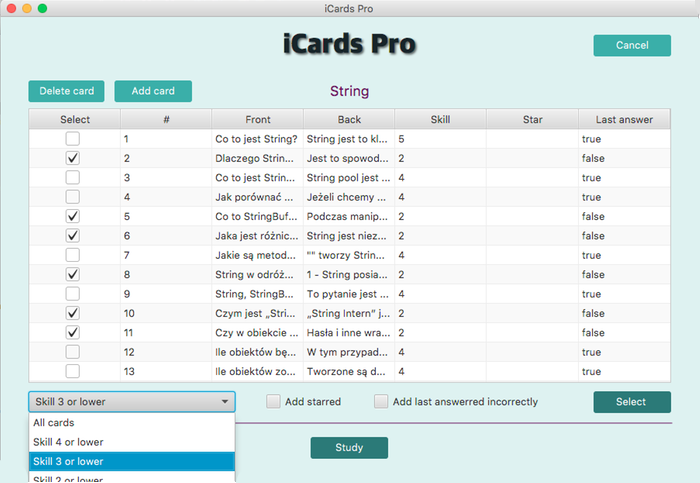 iCards Pro
iCards Pro
Cancel
Delete card Add card String
Select # Front Back Skill Star Last answer
1 Co to jest String? String jest to kl... 5 true
2 Dlaczego Strin... Jest to spowod... 2 false
3 Co to jest Strin... String pool jest ... 4 true
4 Jak porównać ... Jeżeli chcemy ... 4 true
5 Co to StringBuf... Podczas manip... 2 false
6 Jaka jest różnic... String jest niez... 2 false
7 Jakie są metod... "" tworzy String... 4 true
8 String w odróż... 1 - String posia... 2 false
9 String, StringB... To pytanie jest ... 4 true
10 Czym jest „Stri... „String Intern” j... 2 false
11 Czy w obiekcie ... Hasła i inne wra... 2 false
12 Ile obiektów bę... W tym przypad... 4 true
13 Ile obiektów zo... Tworzone są d... 4 true
Skill 3 or lower Add starred Add last answerred incorrectly Select
All cards
Skill 4 or lower
Skill 3 or lower
Skill 2 or lower
Study